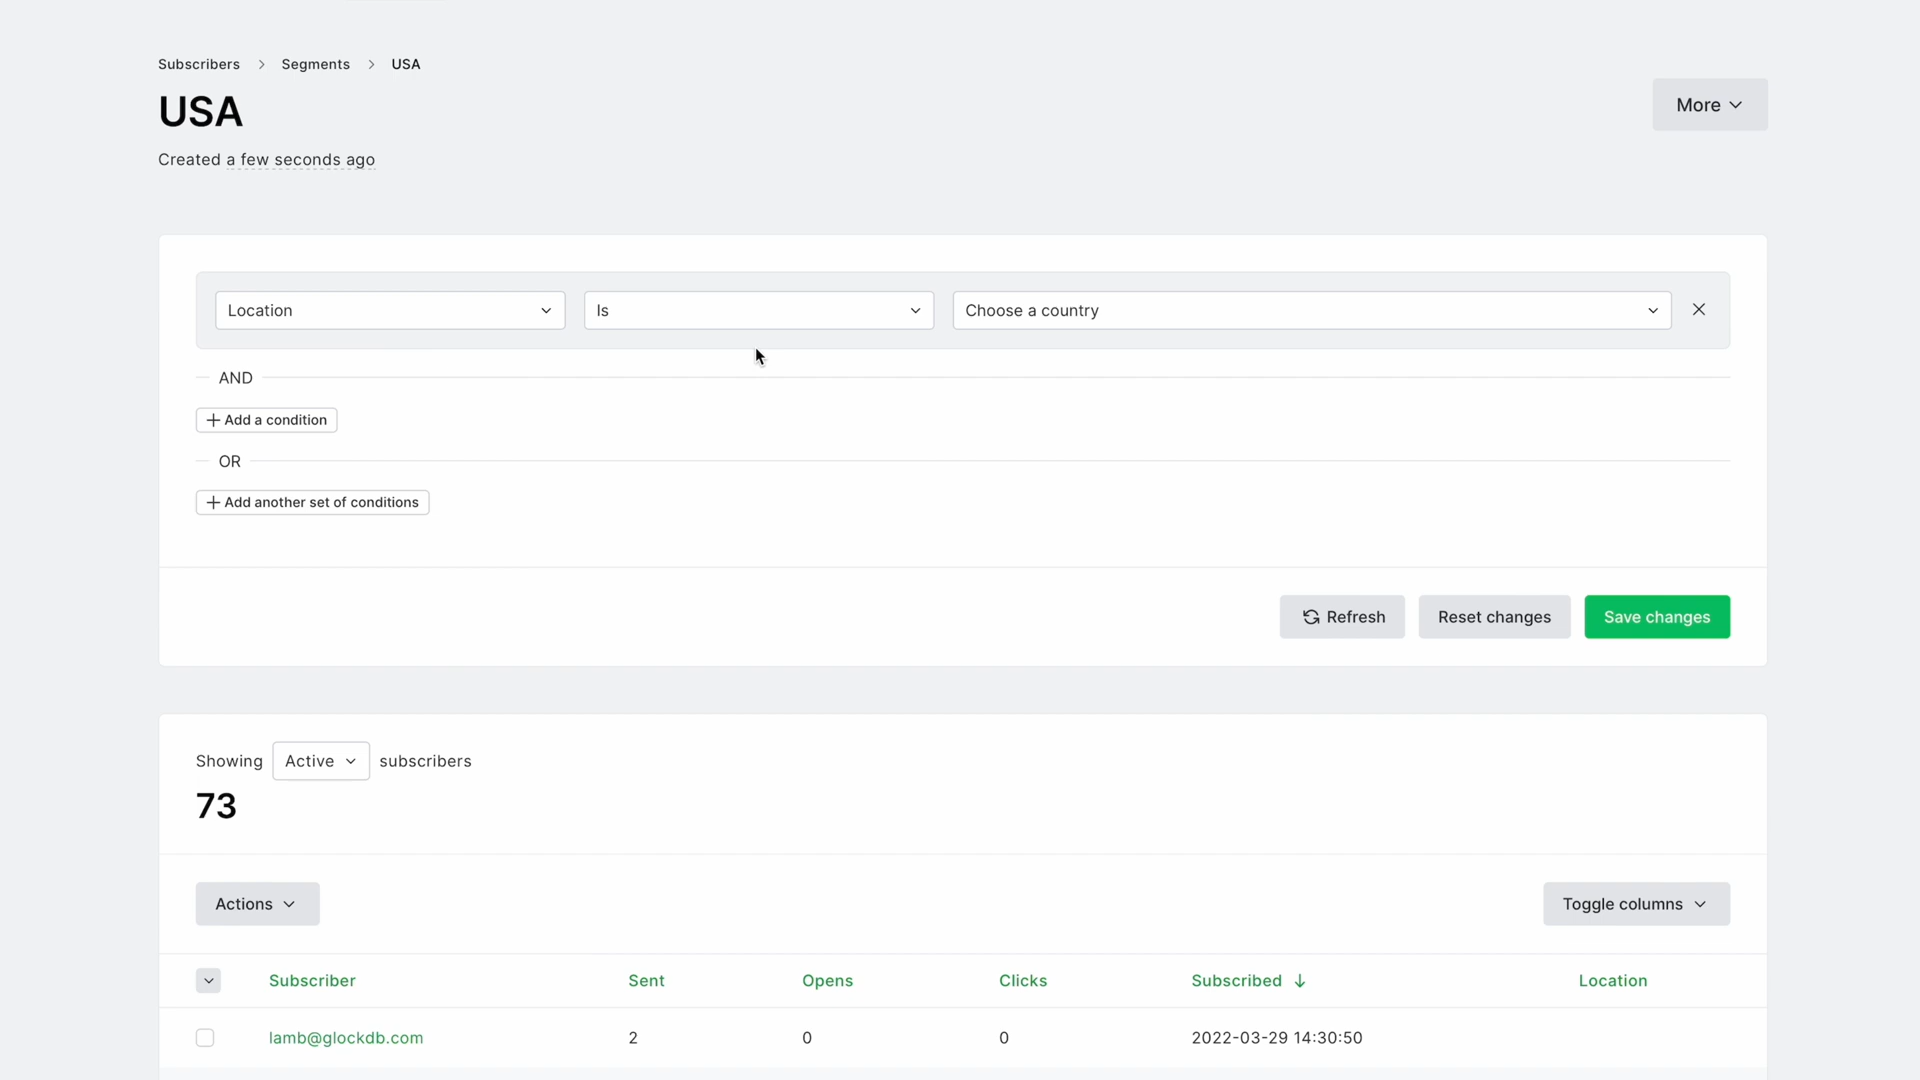 Subscribers > Segments > USA
USA
More
Created a few seconds ago
Location Is Choose a country
AND
+ Add a condition
OR
+ Add another set of conditions
Refresh Reset changes Save changes
Showing Active subscribers
73
Actions Toggle columns
Subscriber Sent Opens Clicks Subscribed ↓ Location
lamb@glockdb.com 2 0 0 2022-03-29 14:30:50